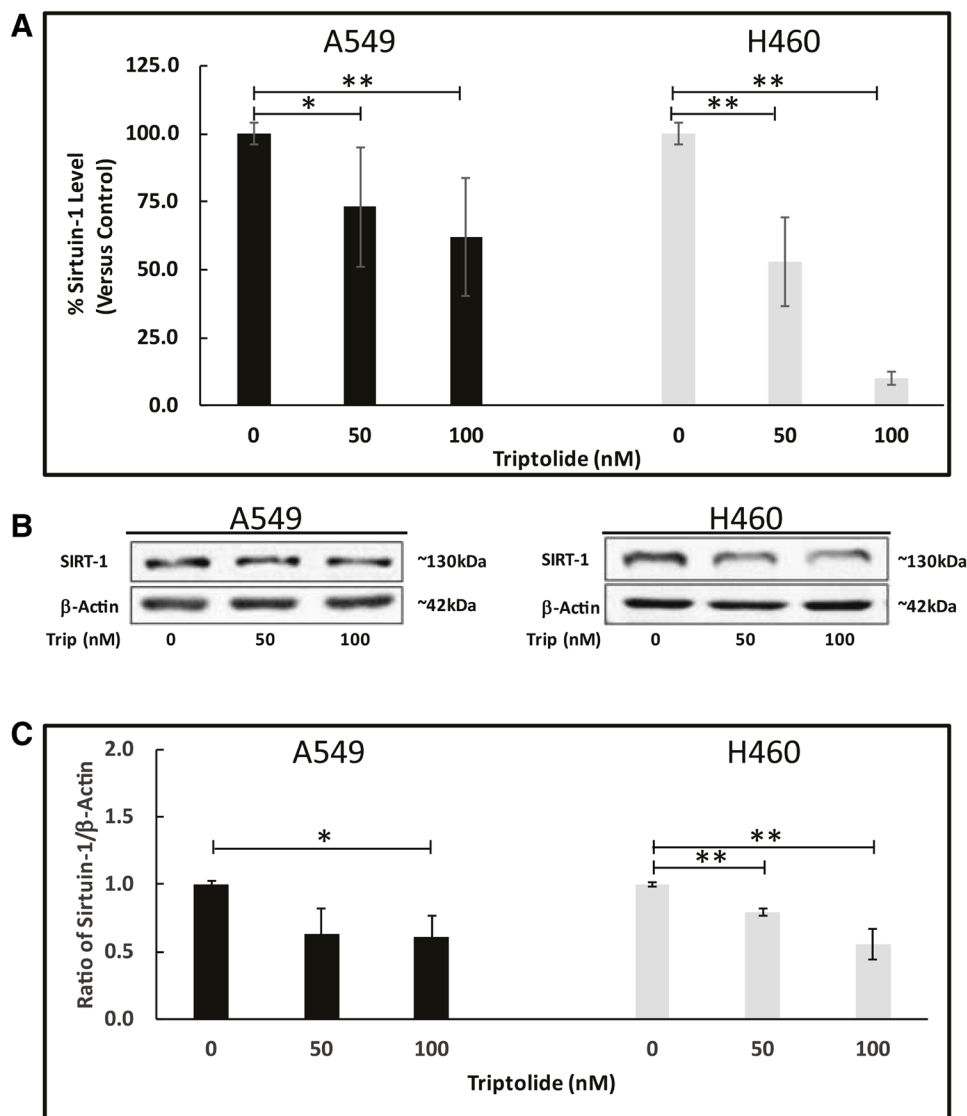 A
A549 H460
125.0
100.0
75.0
50.0
25.0
0.0
% Sirtuin-1 Level
(Versus Control)
* ** ** **
0 50 100 0 50 100
Triptolide (nM)
B
A549 H460
SIRT-1 ~130kDa SIRT-1 ~130kDa
β-Actin ~42kDa β-Actin ~42kDa
Trip (nM) 0 50 100 Trip (nM) 0 50 100
C
A549 H460
2.0
1.5
1.0
0.5
0.0
Ratio of Sirtuin-1/β-Actin
* ** **
0 50 100 0 50 100
Triptolide (nM)